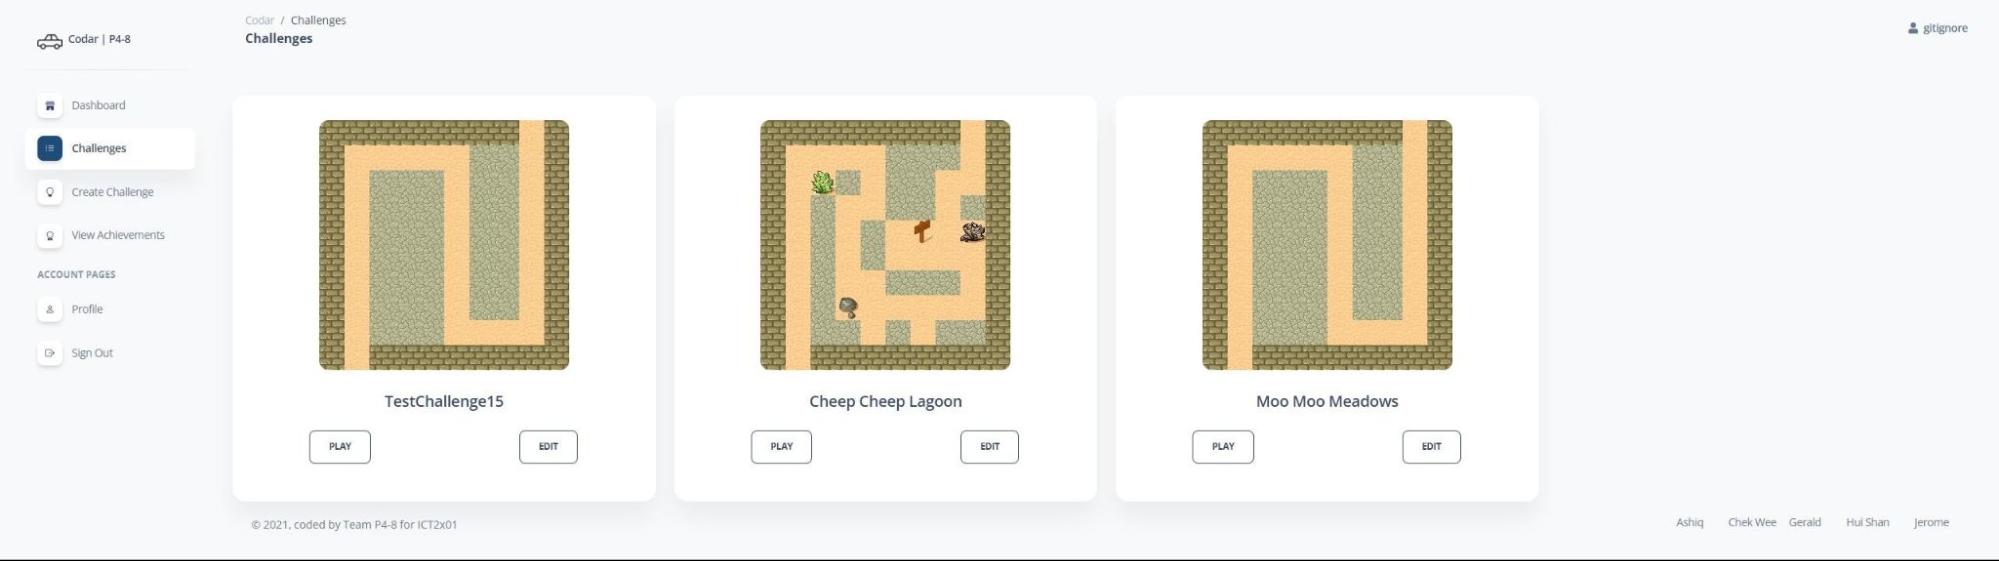 Codar | P4-8
Dashboard
Challenges
Create Challenge
View Achievements
ACCOUNT PAGES
Profile
Sign Out
Codar / Challenges
Challenges
gitignore
TestChallenge15
PLAY EDIT
Cheep Cheep Lagoon
PLAY EDIT
Moo Moo Meadows
PLAY EDIT
© 2021, coded by Team P4-8 for ICT2x01
Ashiq Chek Wee Gerald Hui Shan Jerome